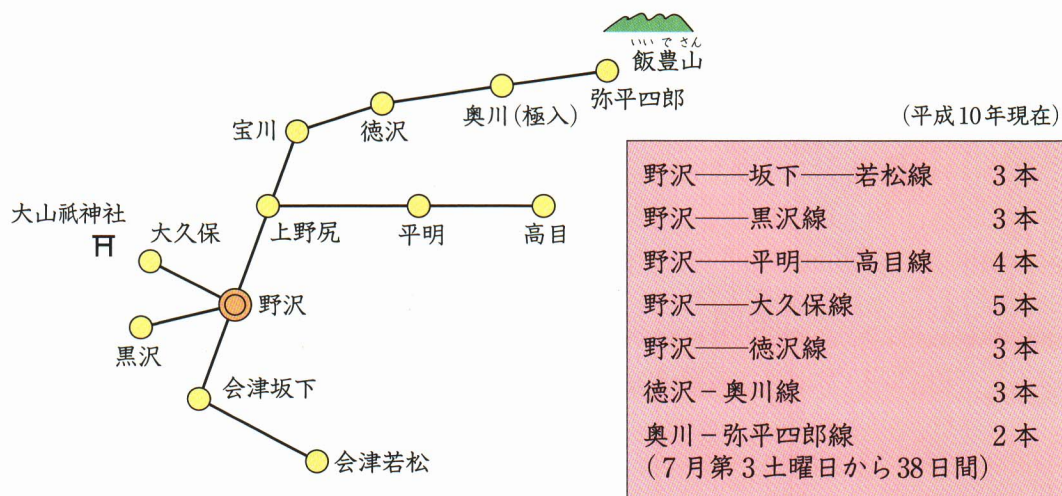 いいでさん
飯豊山
弥平四郎
奥川(極入)
徳沢
宝川
(平成10年現在)
大山祇神社
大久保
上野尻
平明
高目
野沢
黒沢
会津坂下
会津若松
野沢――坂下――若松線 3本
野沢――黒沢線 3本
野沢――平明――高目線 4本
野沢――大久保線 5本
野沢――徳沢線 3本
徳沢－奥川線 3本
奥川－弥平四郎線 2本
(7月第3土曜日から38日間)